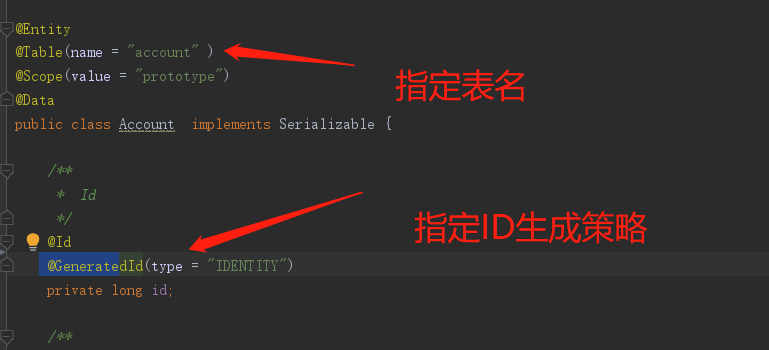 @Entity
@Table(name = "account" )
指定表名
@Scope(value = "prototype")
@Data
public class Account  implements Serializable {
/**
*  Id
*/
指定ID生成策略
@Id
@GeneratedId(type = "IDENTITY")
private long id;
/**